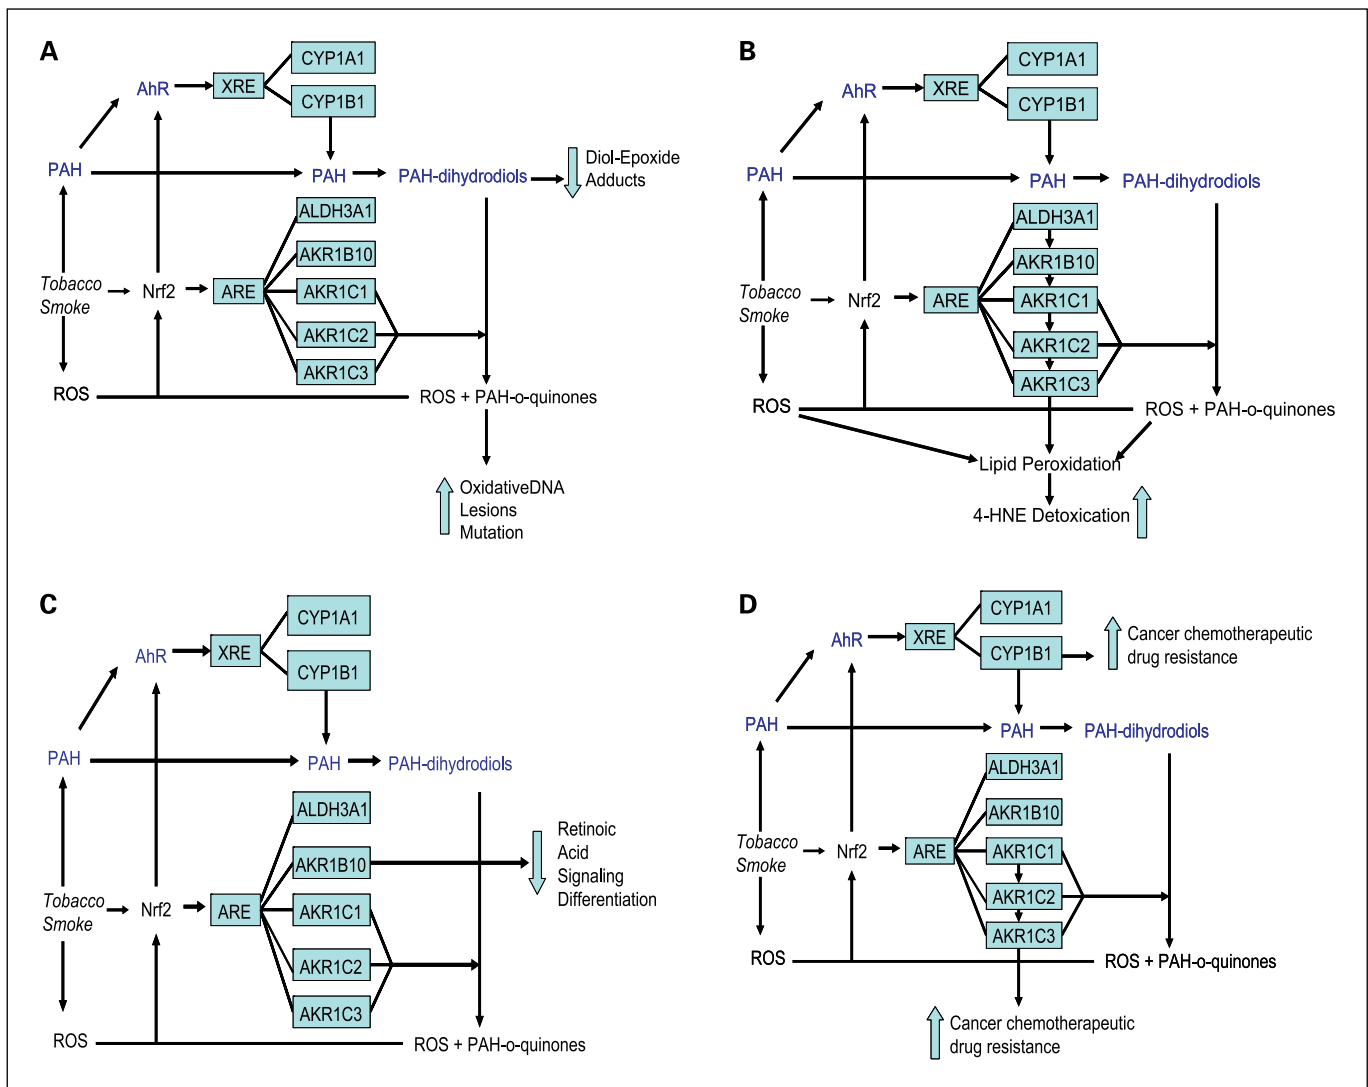 A
CYP1A1
AhR
XRE
CYP1B1
PAH
PAH
PAH-dihydrodiols
Diol-Epoxide
Adducts
ALDH3A1
AKR1B10
Tobacco
Smoke
Nrf2
ARE
AKR1C1
AKR1C2
AKR1C3
ROS
ROS + PAH-o-quinones
OxidativeDNA
Lesions
Mutation
B
CYP1A1
AhR
XRE
CYP1B1
PAH
PAH
PAH-dihydrodiols
ALDH3A1
AKR1B10
Tobacco
Smoke
Nrf2
ARE
AKR1C1
AKR1C2
AKR1C3
ROS
ROS + PAH-o-quinones
Lipid Peroxidation
4-HNE Detoxication
C
CYP1A1
AhR
XRE
CYP1B1
PAH
PAH
PAH-dihydrodiols
ALDH3A1
AKR1B10
Retinoic
Acid
Signaling
Differentiation
Tobacco
Smoke
Nrf2
ARE
AKR1C1
AKR1C2
AKR1C3
ROS
ROS + PAH-o-quinones
D
CYP1A1
AhR
XRE
CYP1B1
Cancer chemotherapeutic
drug resistance
PAH
PAH
PAH-dihydrodiols
ALDH3A1
AKR1B10
Tobacco
Smoke
Nrf2
ARE
AKR1C1
AKR1C2
AKR1C3
ROS
ROS + PAH-o-quinones
Cancer chemotherapeutic
drug resistance